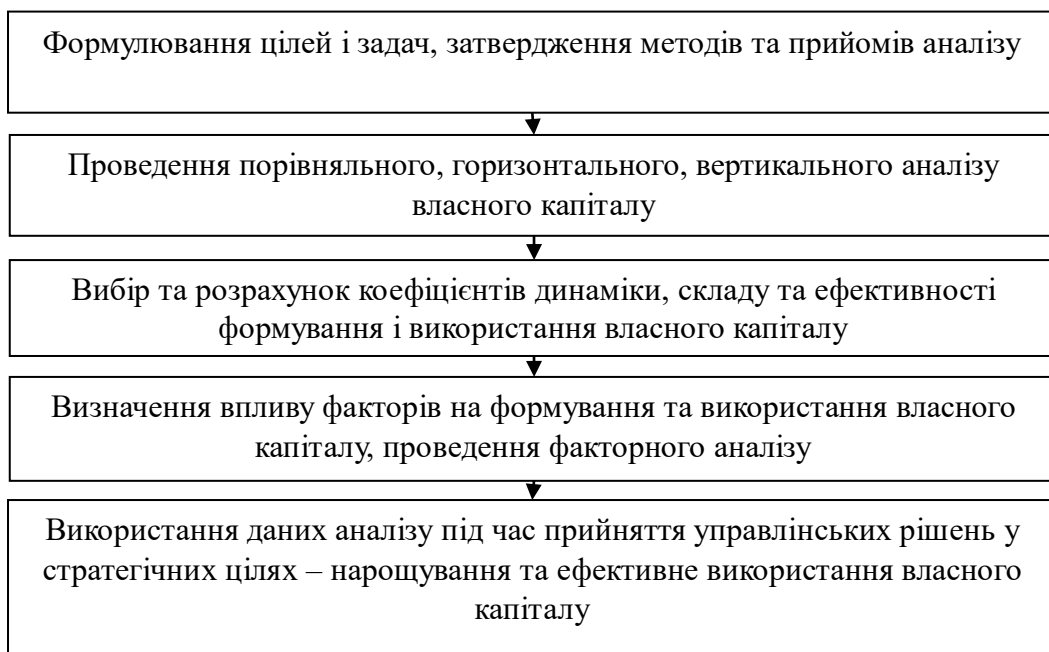 Формулювання цілей і задач, затвердження методів та прийомів аналізу
Проведення порівняльного, горизонтального, вертикального аналізу
власного капіталу
Вибір та розрахунок коефіцієнтів динаміки, складу та ефективності
формування і використання власного капіталу
Визначення впливу факторів на формування та використання власного
капіталу, проведення факторного аналізу
Використання даних аналізу під час прийняття управлінських рішень у
стратегічних цілях – нарощування та ефективне використання власного
капіталу